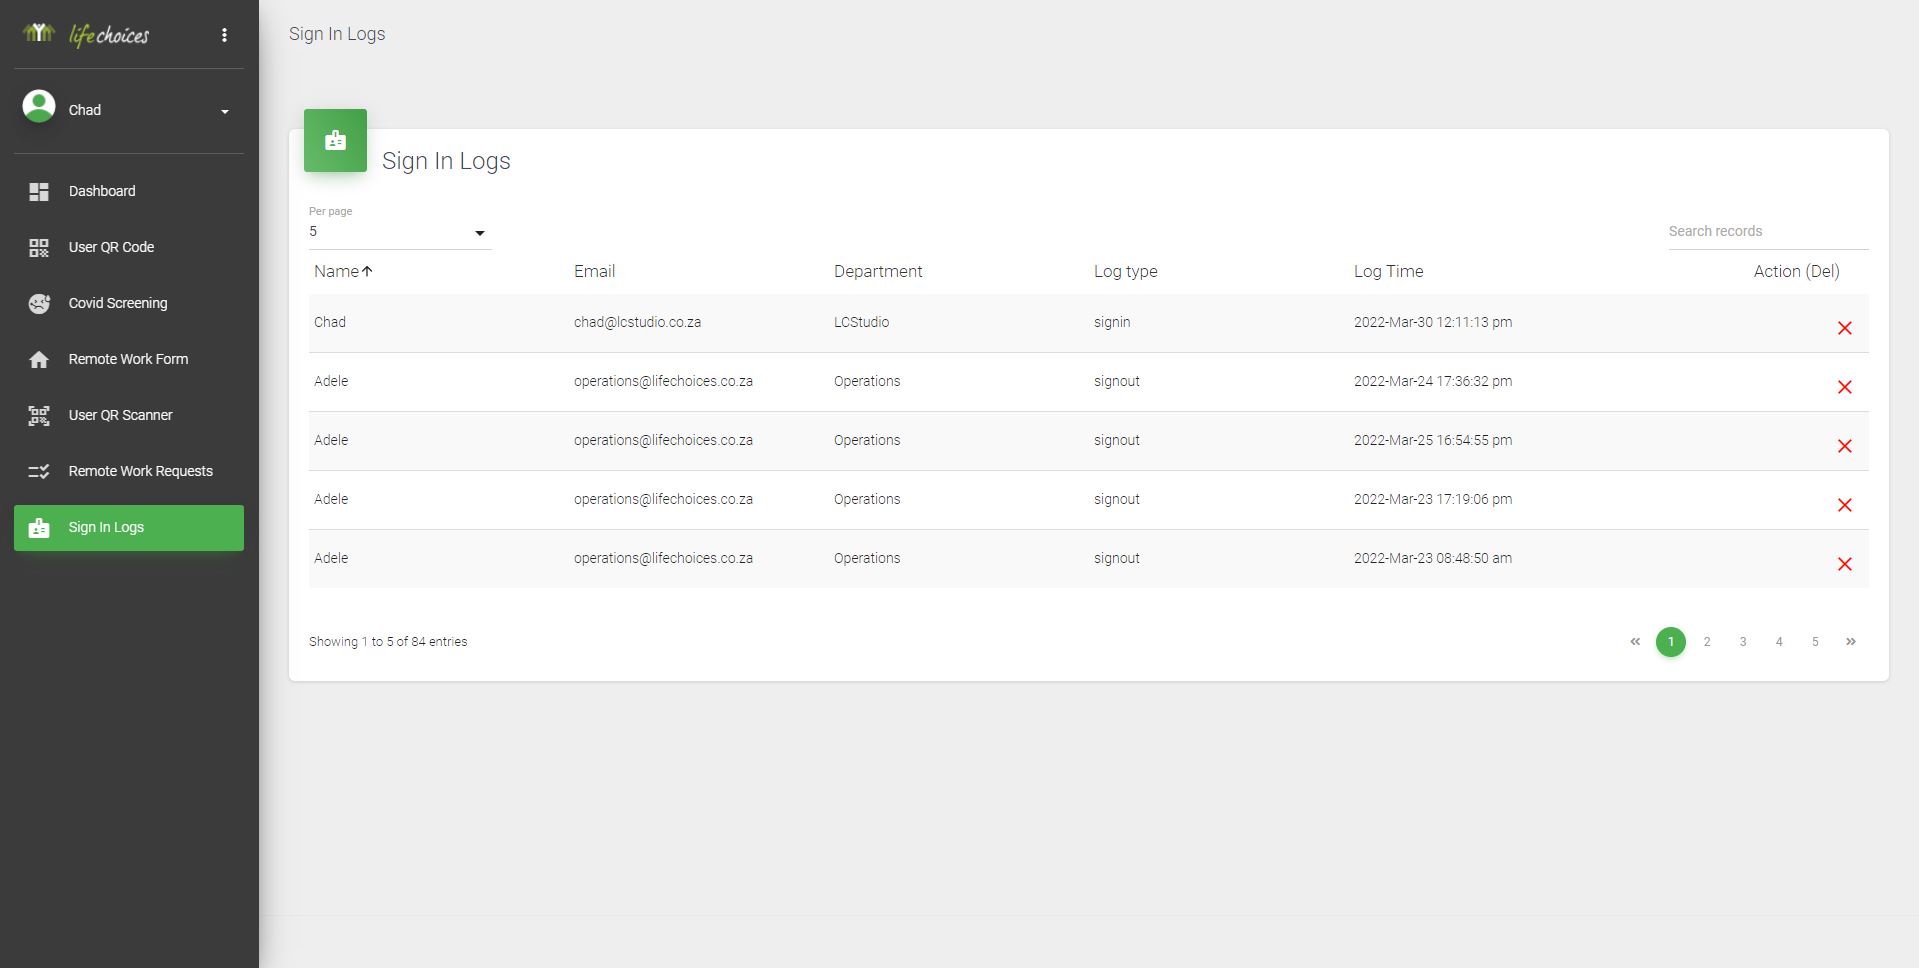 lifechoices
Chad
Dashboard
User QR Code
Covid Screening
Remote Work Form
User QR Scanner
Remote Work Requests
Sign In Logs
Sign In Logs
Sign In Logs
Per page
5
Search records
Name Email Department Log type Log Time Action (Del)
Chad chad@lcstudio.co.za LCStudio signin 2022-Mar-30 12:11:13 pm
Adele operations@lifechoices.co.za Operations signout 2022-Mar-24 17:36:32 pm
Adele operations@lifechoices.co.za Operations signout 2022-Mar-25 16:54:55 pm
Adele operations@lifechoices.co.za Operations signout 2022-Mar-23 17:19:06 pm
Adele operations@lifechoices.co.za Operations signout 2022-Mar-23 08:48:50 am
Showing 1 to 5 of 84 entries
« 1 2 3 4 5 »